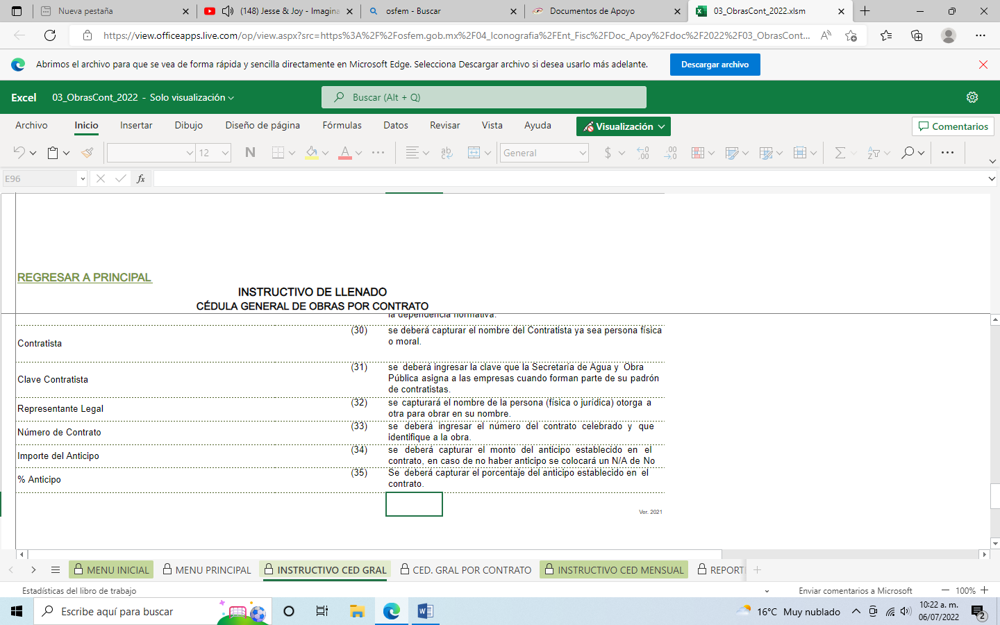 Nueva pestaña
(148) Jesse & Joy - Imagina
osfem - Buscar
Documentos de Apoyo
03_ObrasCont_2022.xlsm
https://view.officeapps.live.com/op/view.aspx?src=https%3A%2F%2Fosfem.gob.mx%2F04_Iconografia%2FEnt_Fisc%2FDoc_Apoy%2Fdoc%2F2022%2F03_ObrasCont...
Abrimos el archivo para que se vea de forma rápida y sencilla directamente en Microsoft Edge. Selecciona Descargar archivo si desea usarlo más adelante.
Descargar archivo
Excel
03_ObrasCont_2022 - Solo visualización
Buscar (Alt + Q)
Archivo Inicio Insertar Dibujo Diseño de página Fórmulas Datos Revisar Vista Ayuda Visualización Comentarios
12 N General
E96
fx
REGRESAR A PRINCIPAL
INSTRUCTIVO DE LLENADO
CÉDULA GENERAL DE OBRAS POR CONTRATO
la dependencia normativa.
Contratista
(30)
se deberá capturar el nombre del Contratista ya sea persona física
o moral.
Clave Contratista
(31)
se deberá ingresar la clave que la Secretaría de Agua y Obra
Pública asigna a las empresas cuando forman parte de su padrón
de contratistas.
Representante Legal
(32)
se capturará el nombre de la persona (física o jurídica) otorga a
otra para obrar en su nombre.
Número de Contrato
(33)
se deberá ingresar el número del contrato celebrado y que
identifique a la obra.
Importe del Anticipo
(34)
se deberá capturar el monto del anticipo establecido en el
contrato, en caso de no haber anticipo se colocará un N/A de No
% Anticipo
(35)
Se deberá capturar el porcentaje del anticipo establecido en el
contrato.
Ver. 2021
MENU INICIAL MENU PRINCIPAL INSTRUCTIVO CED GRAL CED. GRAL POR CONTRATO INSTRUCTIVO CED MENSUAL REPORT
Estadísticas del libro de trabajo
Enviar comentarios a Microsoft
100%
Escribe aquí para buscar
16°C Muy nublado
10:22 a. m.
06/07/2022
2